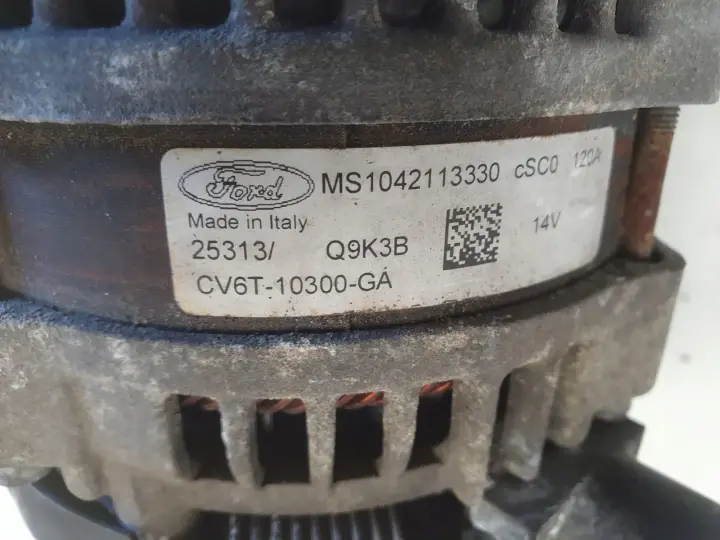 Ford MS1042113330 cSC0 120A
Made in Italy 14V
25313/ Q9K3B
CV6T-10300-GA